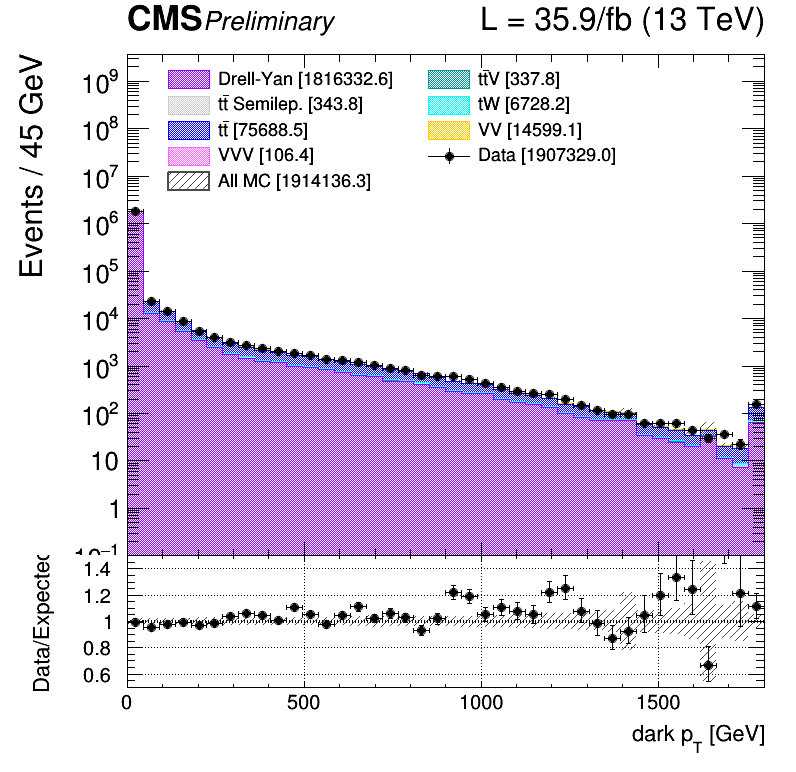 CMS Preliminary L = 35.9/fb (13 TeV)
Events / 45 GeV
Drell-Yan [1816332.6] tt̄V [337.8]
tt̄ Semilep. [343.8] tW [6728.2]
tt̄ [75688.5] VV [14599.1]
VVV [106.4] Data [1907329.0]
All MC [1914136.3]
10⁹
10⁸
10⁷
10⁶
10⁵
10⁴
10³
10²
10
1
10⁻¹
Data/Expected
1.4
1.2
1
0.8
0.6
0 500 1000 1500
dark p_T [GeV]